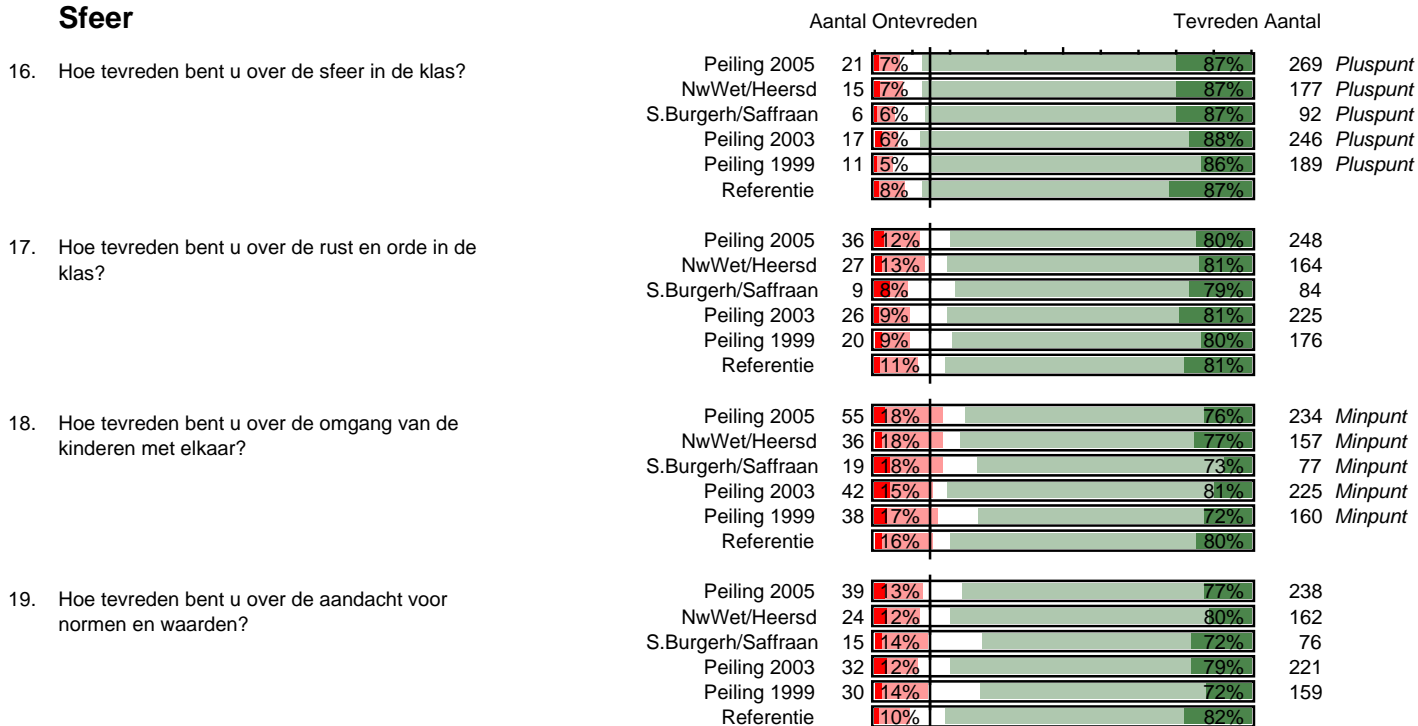 Sfeer
Aantal Ontevreden Tevreden Aantal
16. Hoe tevreden bent u over de sfeer in de klas?
Peiling 2005 21 7% 87% 269 Pluspunt
NwWet/Heersd 15 7% 87% 177 Pluspunt
S.Burgerh/Saffraan 6 6% 87% 92 Pluspunt
Peiling 2003 17 6% 88% 246 Pluspunt
Peiling 1999 11 5% 86% 189 Pluspunt
Referentie 8% 87%
17. Hoe tevreden bent u over de rust en orde in de
klas?
Peiling 2005 36 12% 80% 248
NwWet/Heersd 27 13% 81% 164
S.Burgerh/Saffraan 9 8% 79% 84
Peiling 2003 26 9% 81% 225
Peiling 1999 20 9% 80% 176
Referentie 11% 81%
18. Hoe tevreden bent u over de omgang van de
kinderen met elkaar?
Peiling 2005 55 18% 76% 234 Minpunt
NwWet/Heersd 36 18% 77% 157 Minpunt
S.Burgerh/Saffraan 19 18% 73% 77 Minpunt
Peiling 2003 42 15% 81% 225 Minpunt
Peiling 1999 38 17% 72% 160 Minpunt
Referentie 16% 80%
19. Hoe tevreden bent u over de aandacht voor
normen en waarden?
Peiling 2005 39 13% 77% 238
NwWet/Heersd 24 12% 80% 162
S.Burgerh/Saffraan 15 14% 72% 76
Peiling 2003 32 12% 79% 221
Peiling 1999 30 14% 72% 159
Referentie 10% 82%